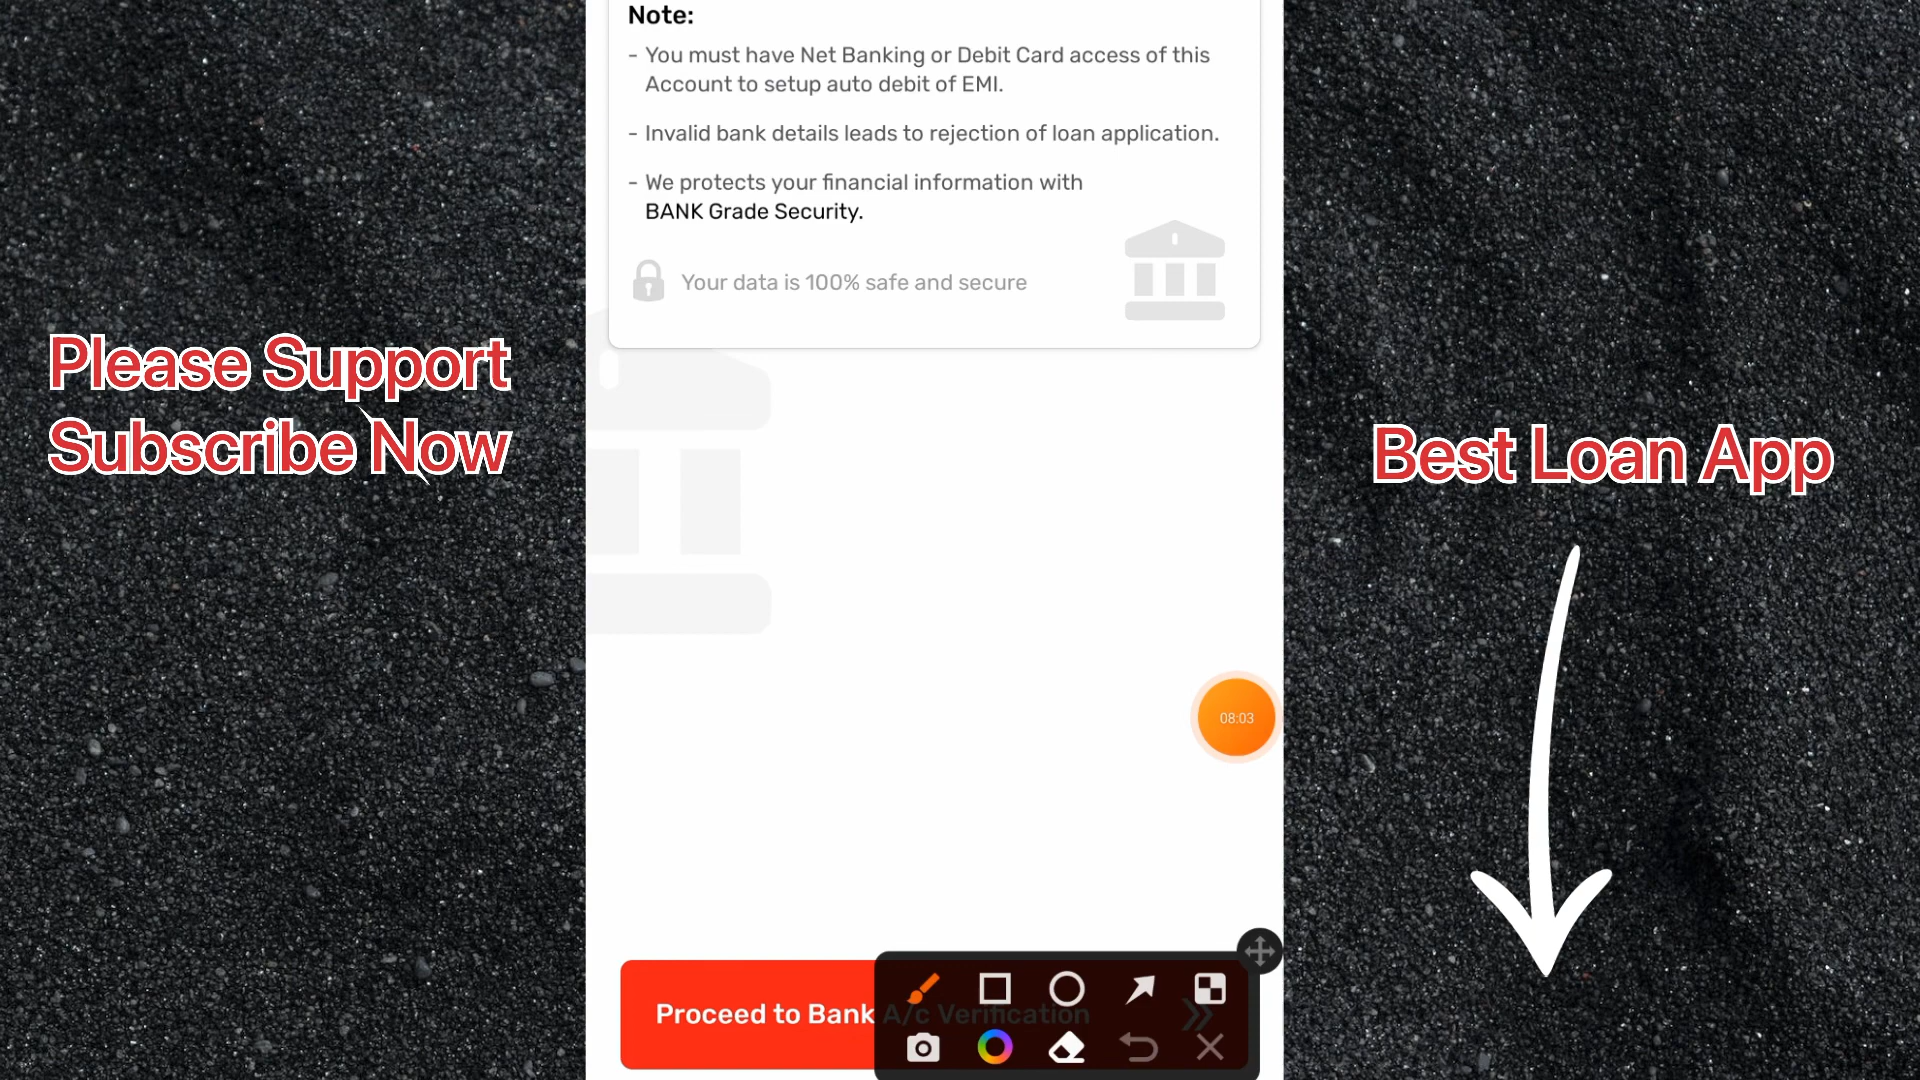 Note:
- You must have Net Banking or Debit Card access of this
Account to setup auto debit of EMI.
- Invalid bank details leads to rejection of loan application.
- We protects your financial information with
BANK Grade Security.
Your data is 100% safe and secure
Please Support
Subscribe Now
Best Loan App
08:03
Proceed to Bank A/c Verification